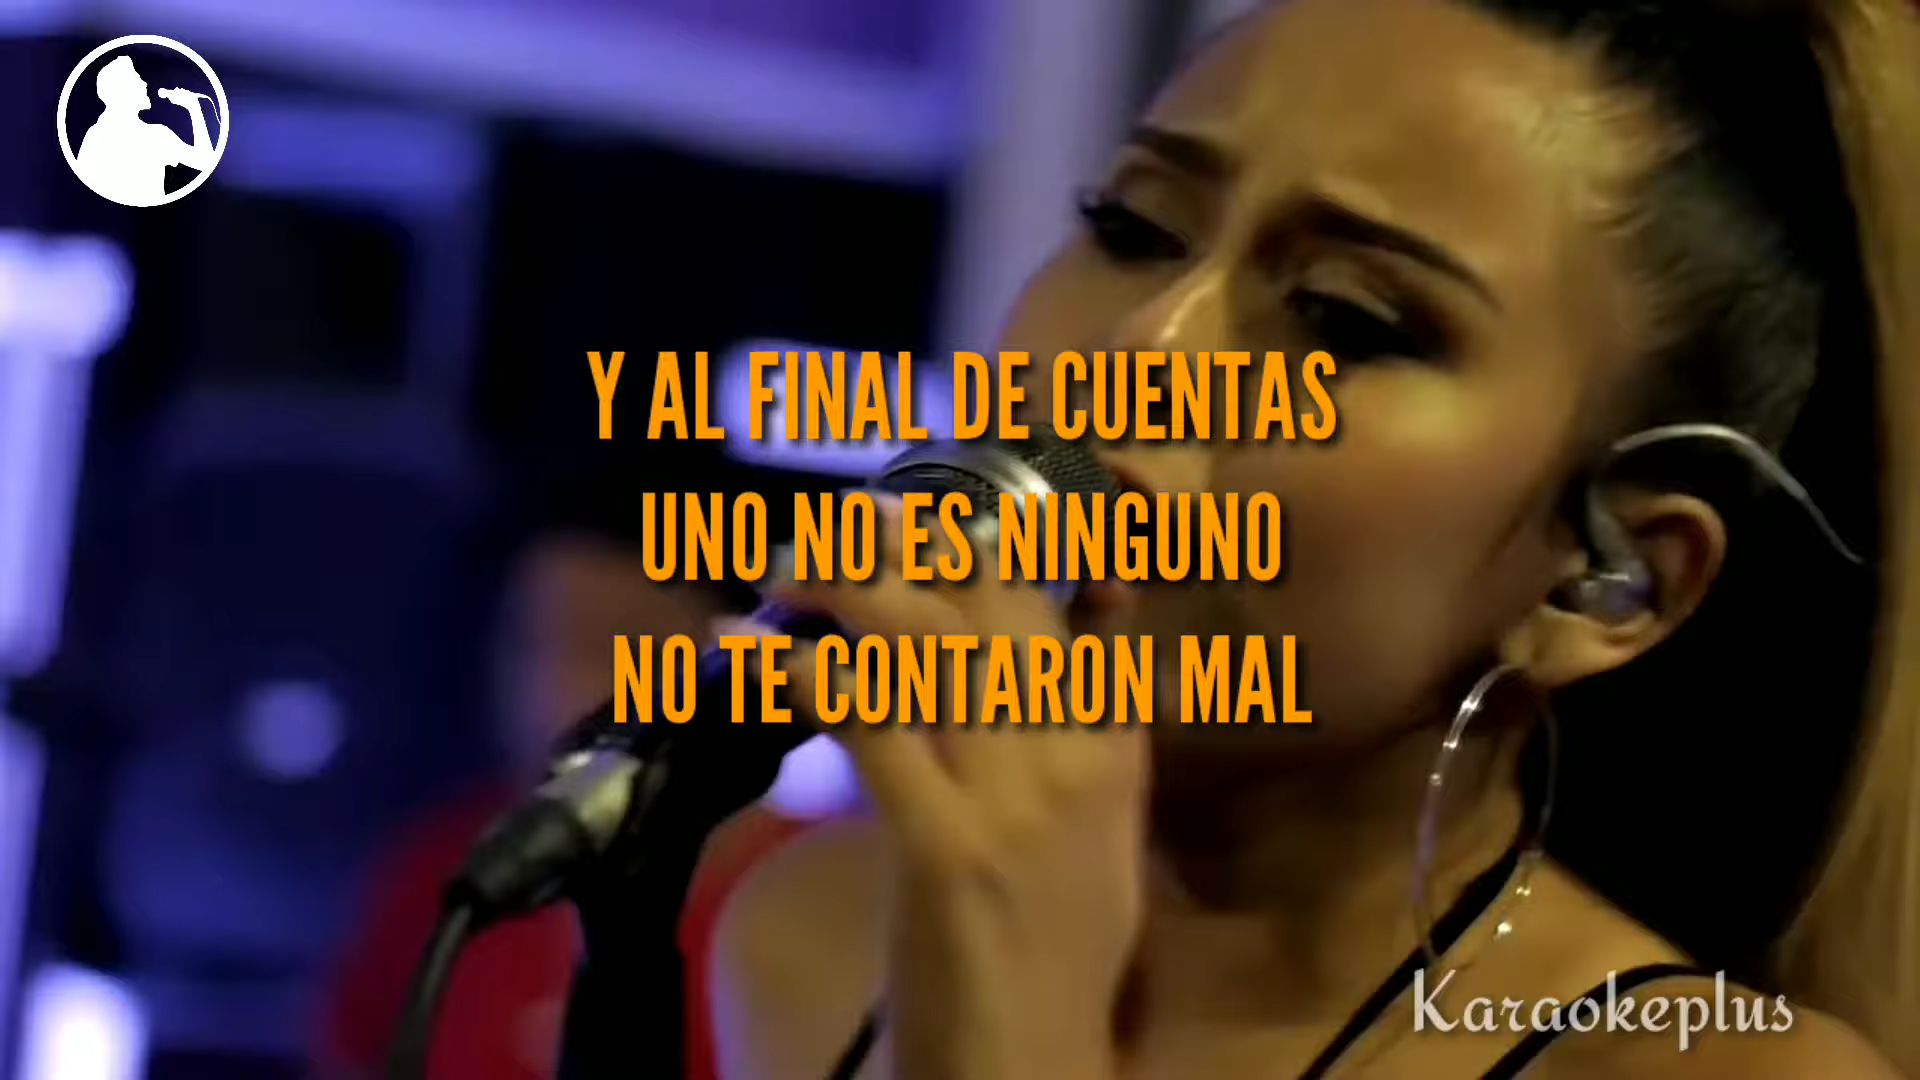 Y AL FINAL DE CUENTAS
UNO NO ES NINGUNO
NO TE CONTARON MAL
Karaokeplus